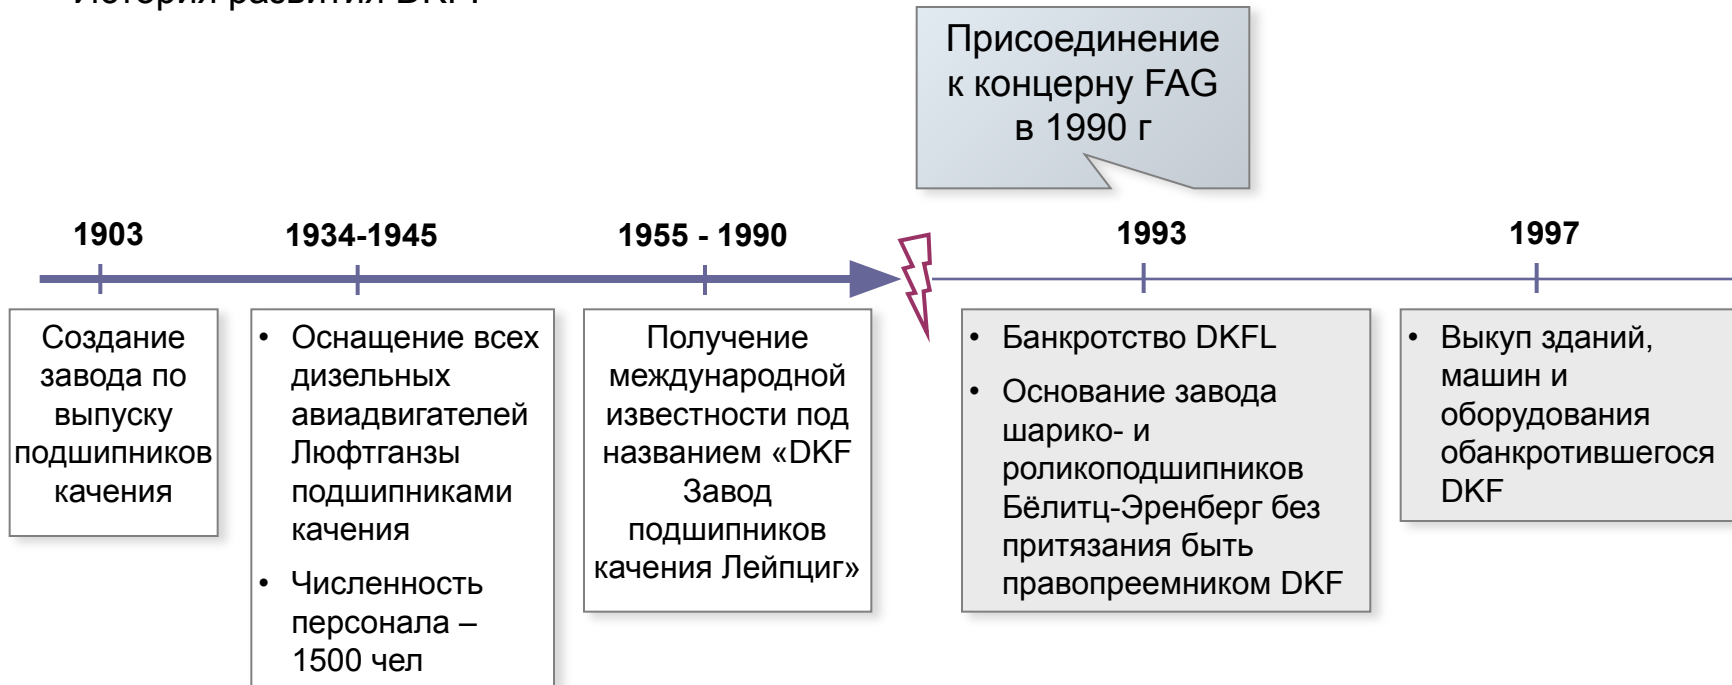 История развития
Присоединение
к концерну FAG
в 1990 г
1903
1934-1945
1955 - 1990
1993
1997
Создание
завода по
выпуску
подшипников
качения
• Оснащение всех
дизельных
авиадвигателей
Люфтганзы
подшипниками
качения
• Численность
персонала –
1500 чел
Получение
международной
известности под
названием «DKF
Завод
подшипников
качения Лейпциг»
• Банкротство DKFL
• Основание завода
шарико- и
роликоподшипников
Бёлитц-Эренберг без
притязания быть
правопреемником DKF
• Выкуп зданий,
машин и
оборудования
обанкротившегося
DKF